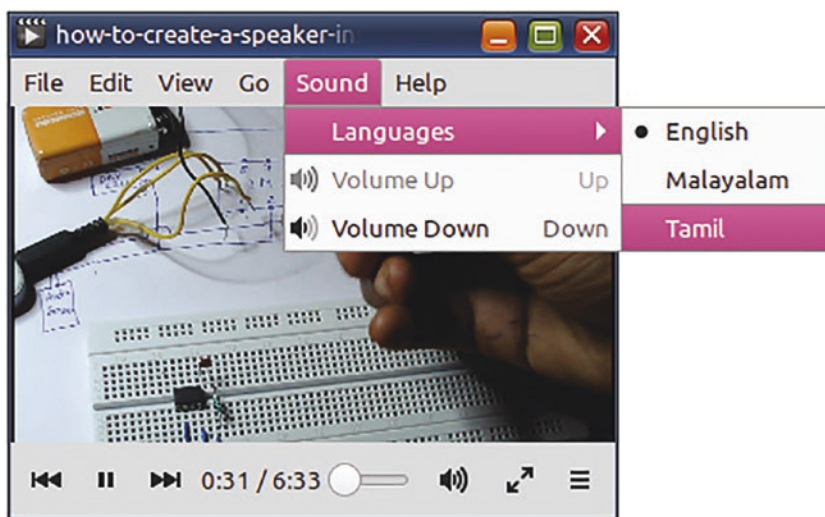 how-to-create-a-speaker-in
File Edit View Go Sound Help
Languages
English
Malayalam
Tamil
Volume Up Up
Volume Down Down
0:31 / 6:33